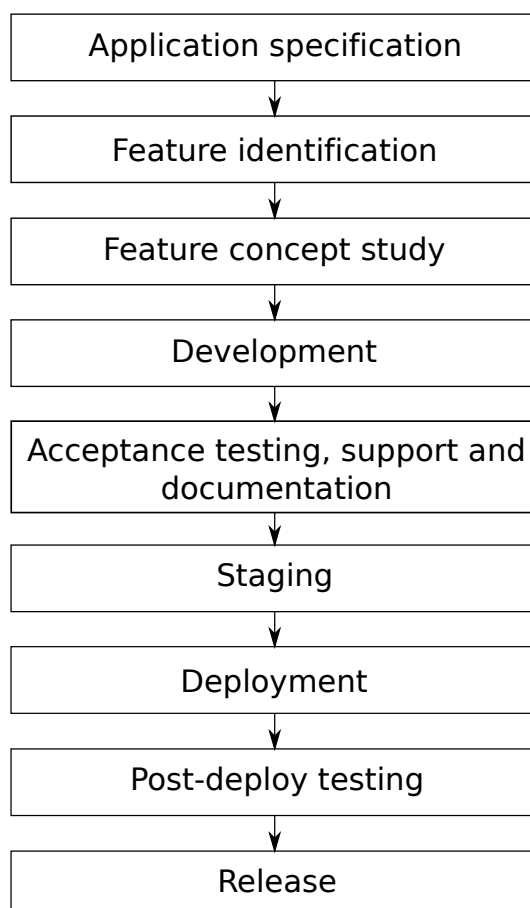 Application specification
Feature identification
Feature concept study
Development
Acceptance testing, support and
documentation
Staging
Deployment
Post-deploy testing
Release